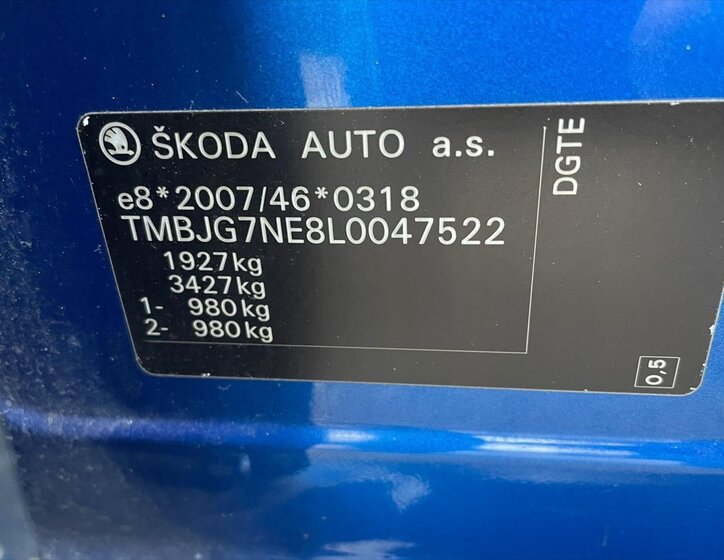 ŠKODA AUTO a.s.
e8*2007/46*0318
TMBJG7NE8L0047522
1927kg
3427kg
1- 980kg
2- 980kg
DGTE
0,5